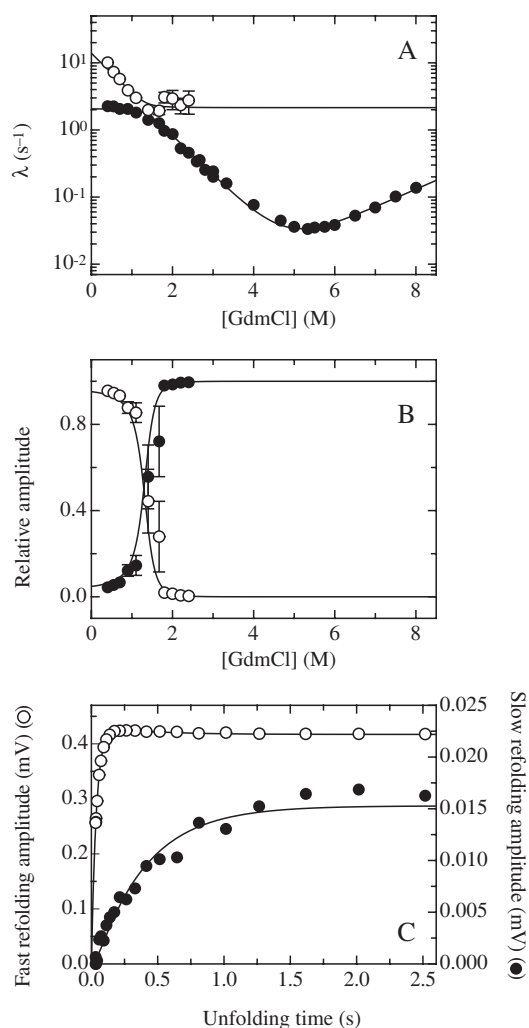 A
10¹
10⁰
10⁻¹
10⁻²
λ (s⁻¹)
0 2 4 6 8
[GdmCl] (M)
B
0.8
0.4
0.0
Relative amplitude
0 2 4 6 8
[GdmCl] (M)
C
0.4
0.3
0.2
0.1
0.0
Fast refolding amplitude (mV) (○)
0.025
0.020
0.015
0.010
0.005
0.000
Slow refolding amplitude (mV) (●)
0.0 0.5 1.0 1.5 2.0 2.5
Unfolding time (s)